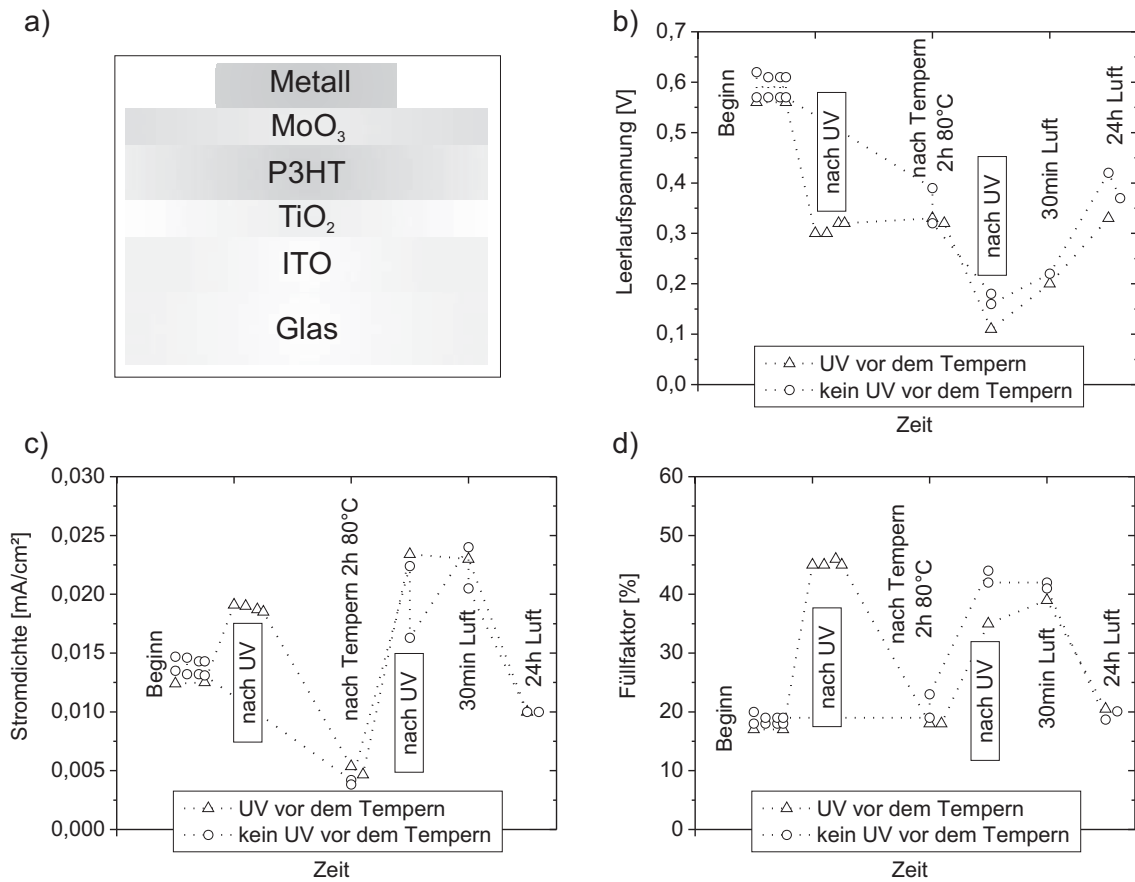 a)
Metall
MoO₃
P3HT
TiO₂
ITO
Glas
b)
Leerlaufspannung [V]
0,7
0,6
0,5
0,4
0,3
0,2
0,1
0,0
Beginn
nach UV
nach Tempern
2h 80°C
nach UV
30min Luft
24h Luft
UV vor dem Tempern
kein UV vor dem Tempern
Zeit
c)
Stromdichte [mA/cm²]
0,030
0,025
0,020
0,015
0,010
0,005
0,000
Beginn
nach UV
nach Tempern 2h 80°C
nach UV
30min Luft
24h Luft
UV vor dem Tempern
kein UV vor dem Tempern
Zeit
d)
Füllfaktor [%]
60
50
40
30
20
10
0
Beginn
nach UV
nach Tempern
2h 80°C
nach UV
30min Luft
24h Luft
UV vor dem Tempern
kein UV vor dem Tempern
Zeit